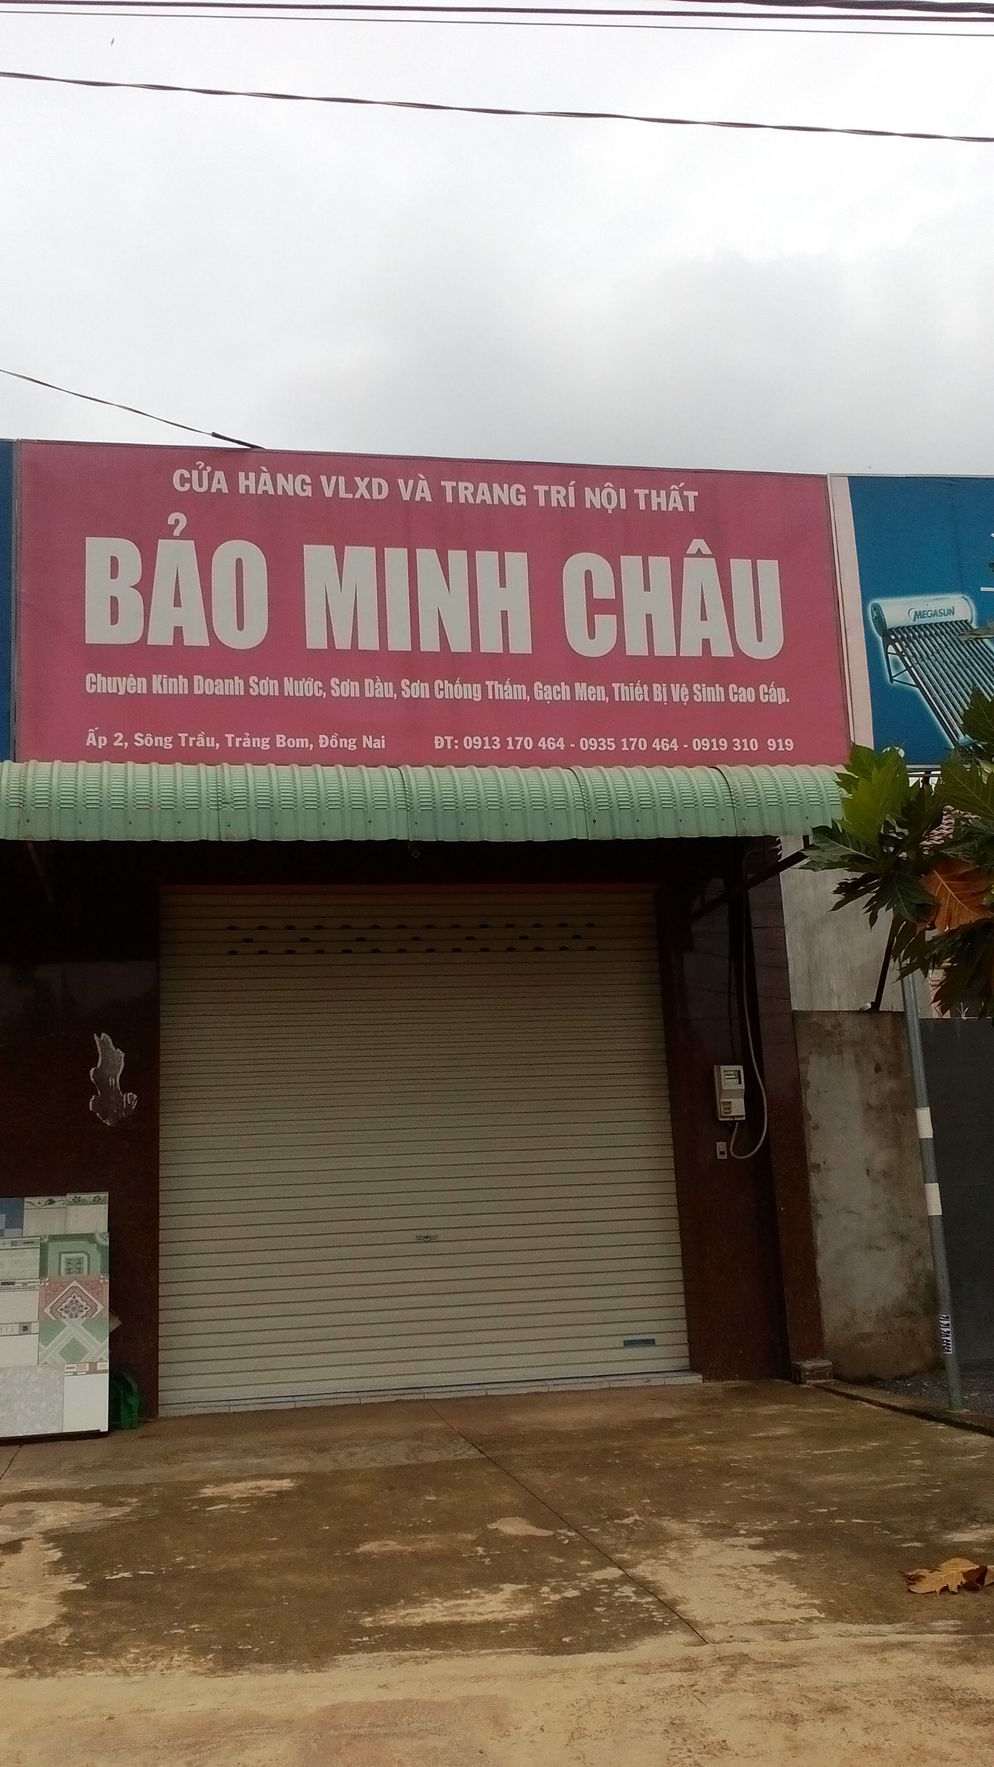 CỬA HÀNG VLXD VÀ TRANG TRÍ NỘI THẤT
BẢO MINH CHÂU
Chuyên Kinh Doanh Sơn Nước, Sơn Dầu, Sơn Chống Thấm, Gạch Men, Thiết Bị Vệ Sinh Cao Cấp.
Ấp 2, Sông Trầu, Trảng Bom, Đồng Nai ĐT: 0913 170 464 - 0935 170 464 - 0919 310 919
MEGASUN